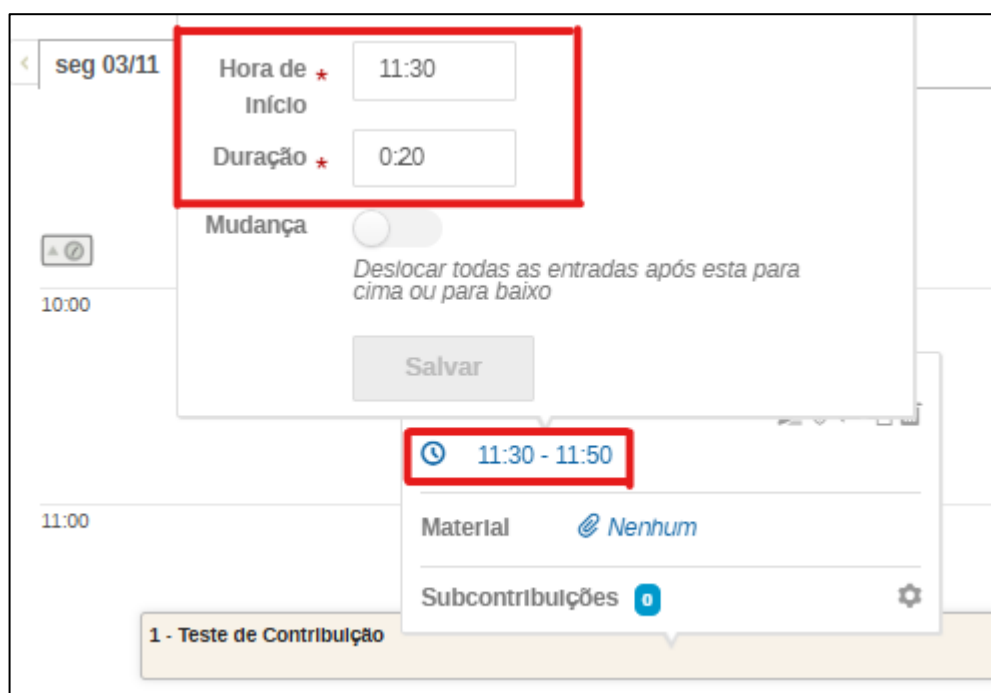 seg 03/11
Hora de * 11:30
Início
Duração * 0:20
Mudança
Deslocar todas as entradas após esta para
cima ou para baixo
10:00
Salvar
11:30 - 11:50
11:00
Material Nenhum
Subcontribuições 0
1 - Teste de Contribuição